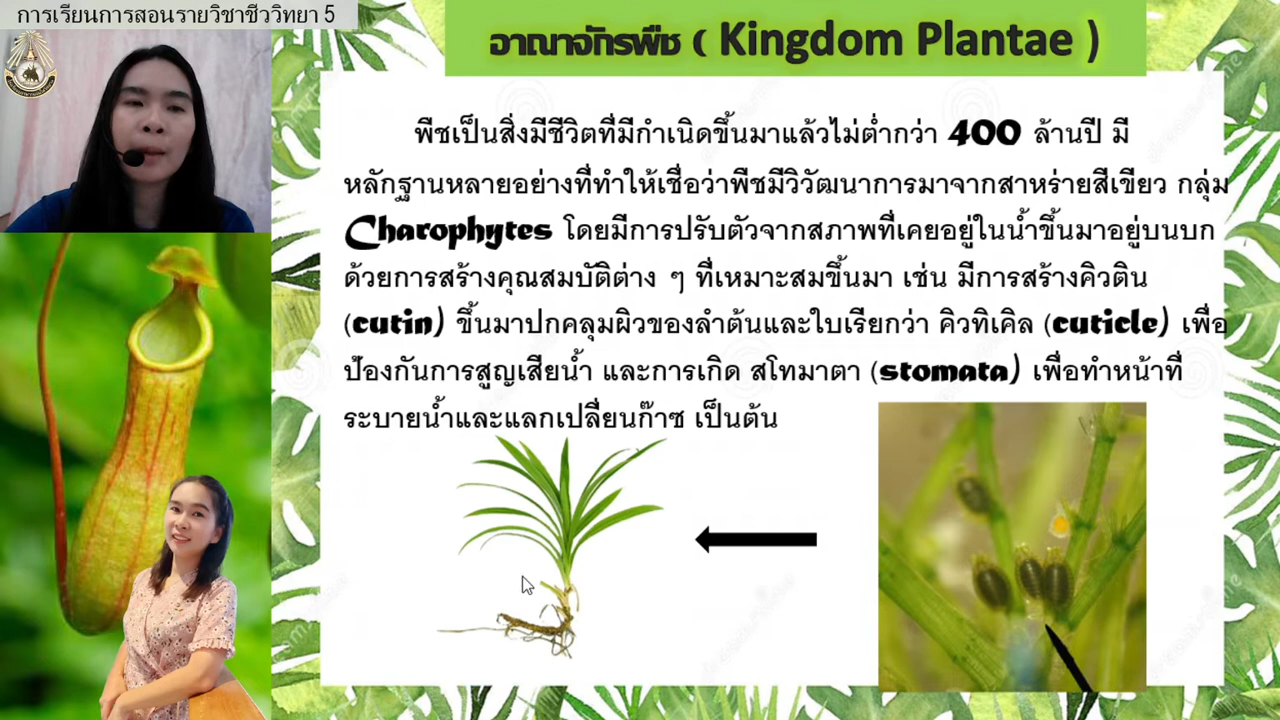 การเรียนการสอนรายวิชาชีววิทยา 5
อาณาจักรพืช ( Kingdom Plantae )
พืชเป็นสิ่งมีชีวิตที่มีกำเนิดขึ้นมาแล้วไม่ต่ำกว่า 400 ล้านปี มี
หลักฐานหลายอย่างที่ทำให้เชื่อว่าพืชมีวิวัฒนาการมาจากสาหร่ายสีเขียว กลุ่ม
Charophytes โดยมีการปรับตัวจากสภาพที่เคยอยู่ในน้ำขึ้นมาอยู่บนบก
ด้วยการสร้างคุณสมบัติต่าง ๆ ที่เหมาะสมขึ้นมา เช่น มีการสร้างคิวติน
(cutin) ขึ้นมาปกคลุมผิวของลำต้นและใบเรียกว่า คิวทิเคิล (cuticle) เพื่อ
ป้องกันการสูญเสียน้ำ และการเกิด สโทมาตา (stomata) เพื่อทำหน้าที่
ระบายน้ำและแลกเปลี่ยนก๊าซ เป็นต้น